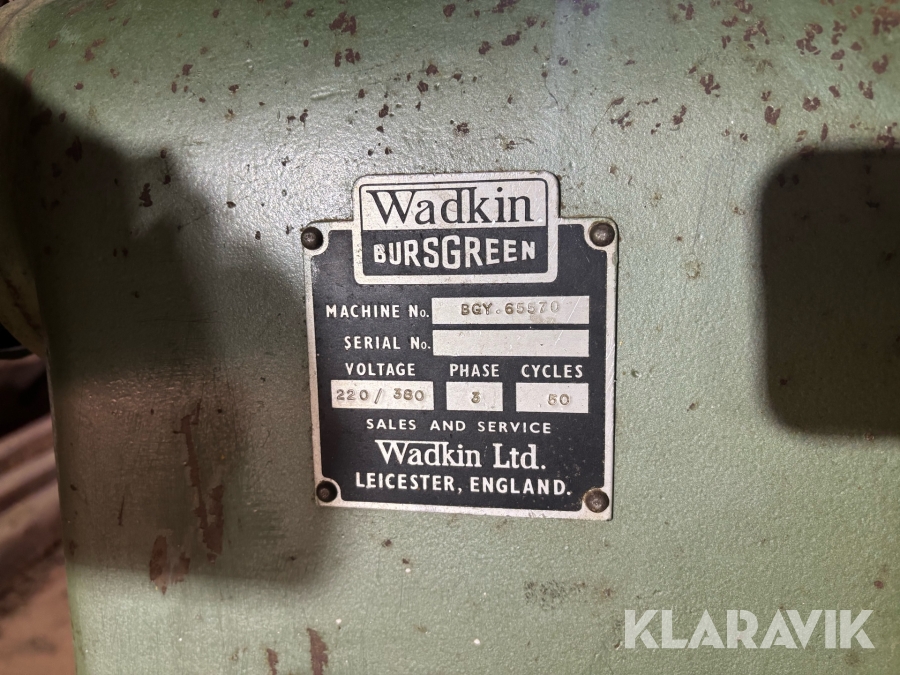 Wadkin
BURSGREEN
MACHINE No. BGY.65570
SERIAL No.
VOLTAGE PHASE CYCLES
220/380 3 50
SALES AND SERVICE
Wadkin Ltd.
LEICESTER, ENGLAND.
KLARAVIK